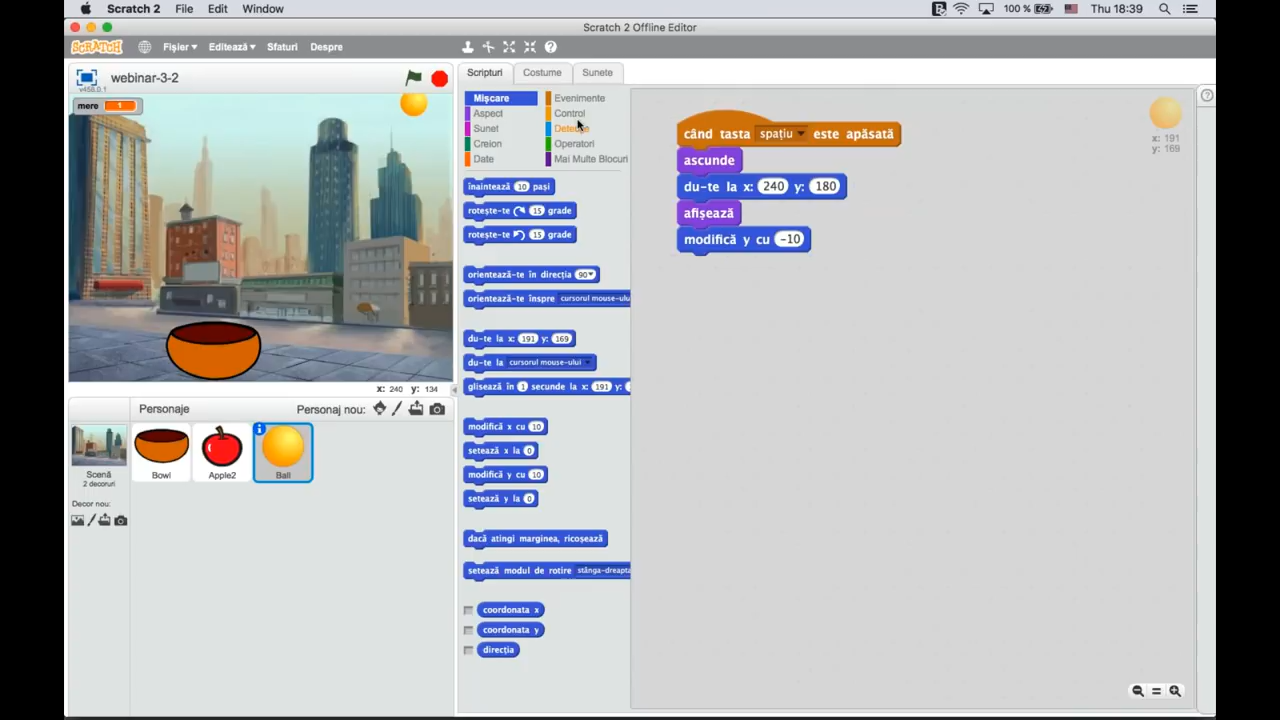 Scratch 2 File Edit Window 100 % Thu 18:39
Scratch 2 Offline Editor
SCRATCH Fișier Editează Sfaturi Despre
webinar-3-2
v458.0.1
mere 1
x: 240 y: 134
Personaje Personaj nou:
Scenă
2 decoruri
Decor nou:
Bowl Apple2 Ball
Scripturi Costume Sunete
Mișcare Evenimente
Aspect Control
Sunet
Creion Operatori
Date Mai Multe Blocuri
înaintează 10 pași
rotește-te 15 grade
rotește-te 15 grade
orientează-te în direcția 90
orientează-te înspre cursorul mouse-ulu
du-te la x: 191 y: 169
du-te la cursorul mouse-ului
glisează în 1 secunde la x: 191 y:
modifică x cu 10
setează x la 0
modifică y cu 10
setează y la 0
dacă atingi marginea, ricoșează
setează modul de rotire stânga-dreapta
coordonata x
coordonata y
direcția
când tasta spațiu este apăsată
ascunde
du-te la x: 240 y: 180
afișează
modifică y cu -10
x: 191
y: 169